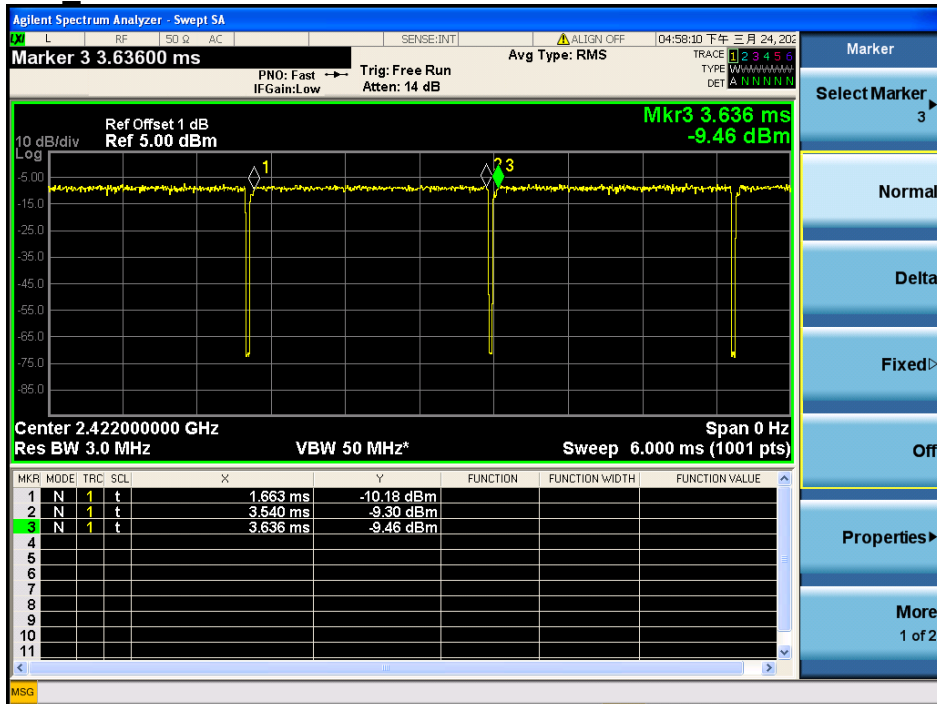 Agilent Spectrum Analyzer - Swept SA
LXI L RF 50 Ω AC SENSE:INT ALIGN OFF 04:58:10 下午 三月 24, 202
Marker 3 3.63600 ms
PNO: Fast
IFGain:Low
Trig: Free Run
Atten: 14 dB
Avg Type: RMS
TRACE 1 2 3 4 5 6
TYPE WWWWWW
DET A N N N N N
Ref Offset 1 dB
10 dB/div Ref 5.00 dBm
Log
Mkr3 3.636 ms
-9.46 dBm
1
2
3
-5.00
-15.0
-25.0
-35.0
-45.0
-55.0
-65.0
-75.0
-85.0
Center 2.422000000 GHz Span 0 Hz
Res BW 3.0 MHz VBW 50 MHz* Sweep 6.000 ms (1001 pts)
MKR MODE TRC SCL X Y FUNCTION FUNCTION WIDTH FUNCTION VALUE
1 N 1 t 1.663 ms -10.18 dBm
2 N 1 t 3.540 ms -9.30 dBm
3 N 1 t 3.636 ms -9.46 dBm
4
5
6
7
8
9
10
11
MSG
Marker
Select Marker
3
Normal
Delta
Fixed
Off
Properties
More
1 of 2